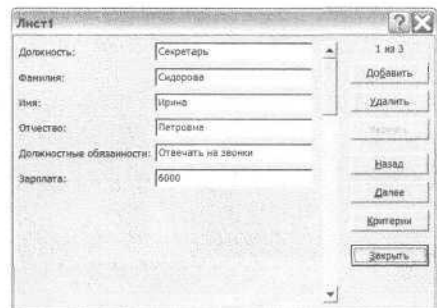 Лист1
Должность: Секретарь
Фамилия: Сидорова
Имя: Ирина
Отчество: Петровна
Должностные обязанности: Отвечать на звонки
Зарплата: 6000
1 из 3
Добавить
Удалить
Вернуть
Назад
Далее
Критерии
Закрыть